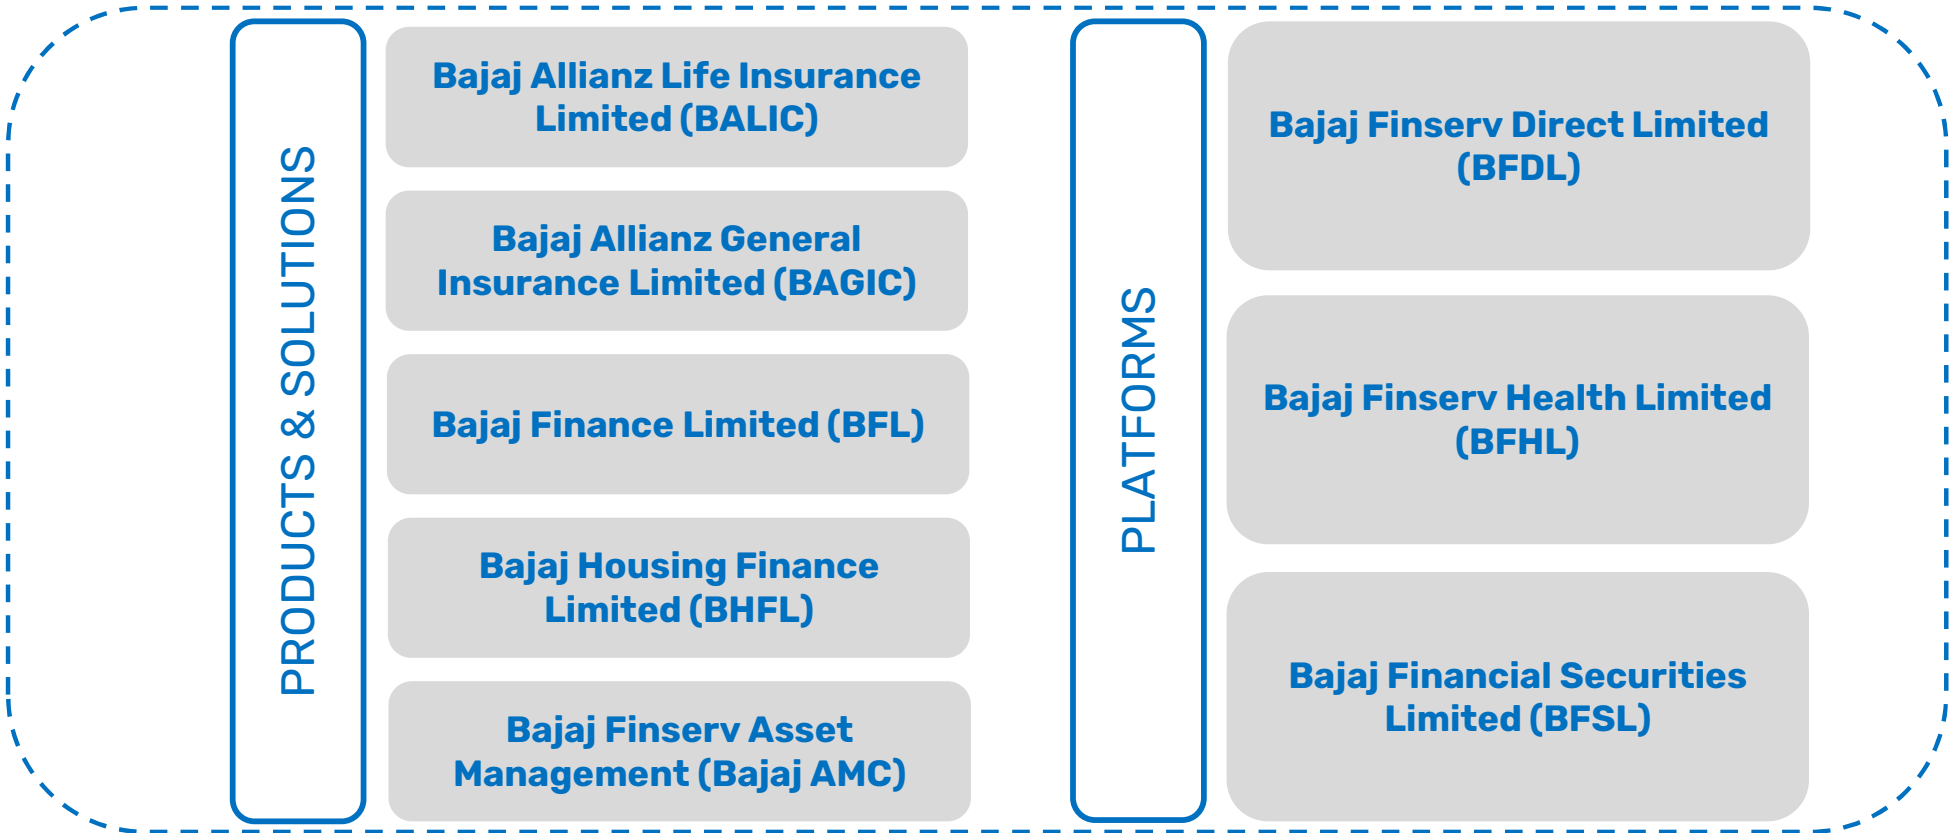 PRODUCTS & SOLUTIONS
Bajaj Allianz Life Insurance
Limited (BALIC)
Bajaj Allianz General
Insurance Limited (BAGIC)
Bajaj Finance Limited (BFL)
Bajaj Housing Finance
Limited (BHFL)
Bajaj Finserv Asset
Management (Bajaj AMC)
PLATFORMS
Bajaj Finserv Direct Limited
(BFDL)
Bajaj Finserv Health Limited
(BFHL)
Bajaj Financial Securities
Limited (BFSL)